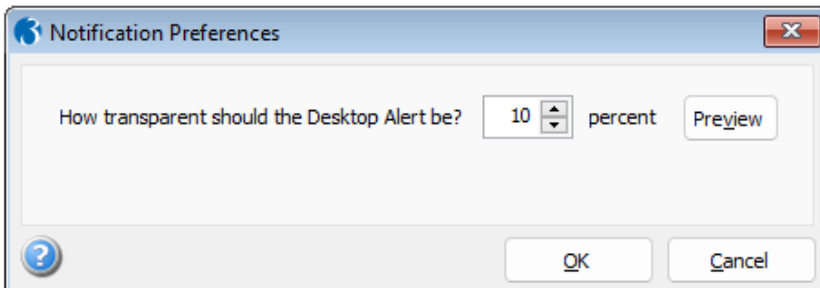 Notification Preferences
How transparent should the Desktop Alert be? 10 percent Preview
?
OK Cancel